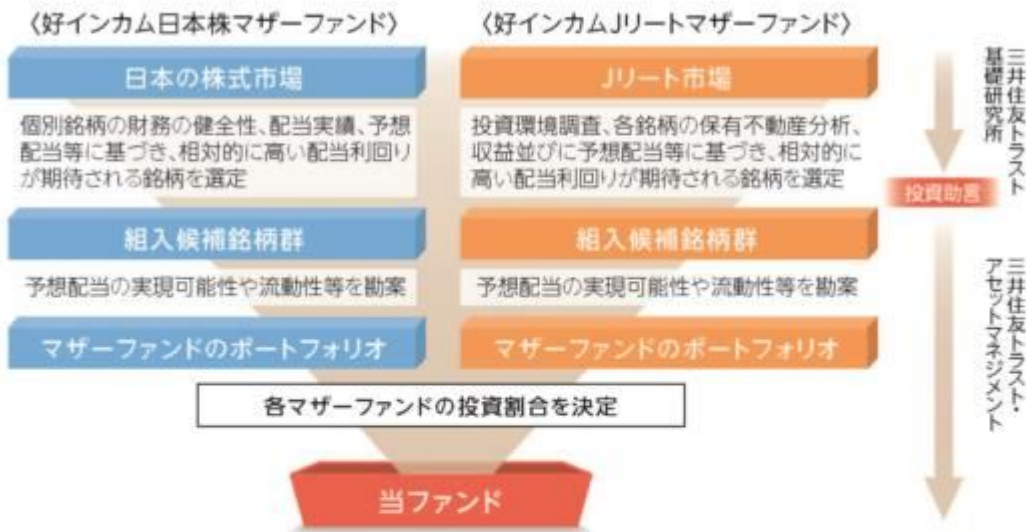 〈好インカム日本株マザーファンド〉
日本の株式市場
個別銘柄の財務の健全性、配当実績、予想
配当等に基づき、相対的に高い配当利回り
が期待される銘柄を選定
組入候補銘柄群
予想配当の実現可能性や流動性等を勘案
マザーファンドのポートフォリオ
〈好インカムJリートマザーファンド〉
Jリート市場
投資環境調査、各銘柄の保有不動産分析、
収益並びに予想配当等に基づき、相対的に
高い配当利回りが期待される銘柄を選定
組入候補銘柄群
予想配当の実現可能性や流動性等を勘案
マザーファンドのポートフォリオ
各マザーファンドの投資割合を決定
当ファンド
三井住友トラスト
基礎研究所
投資助言
三井住友トラスト・
アセットマネジメント